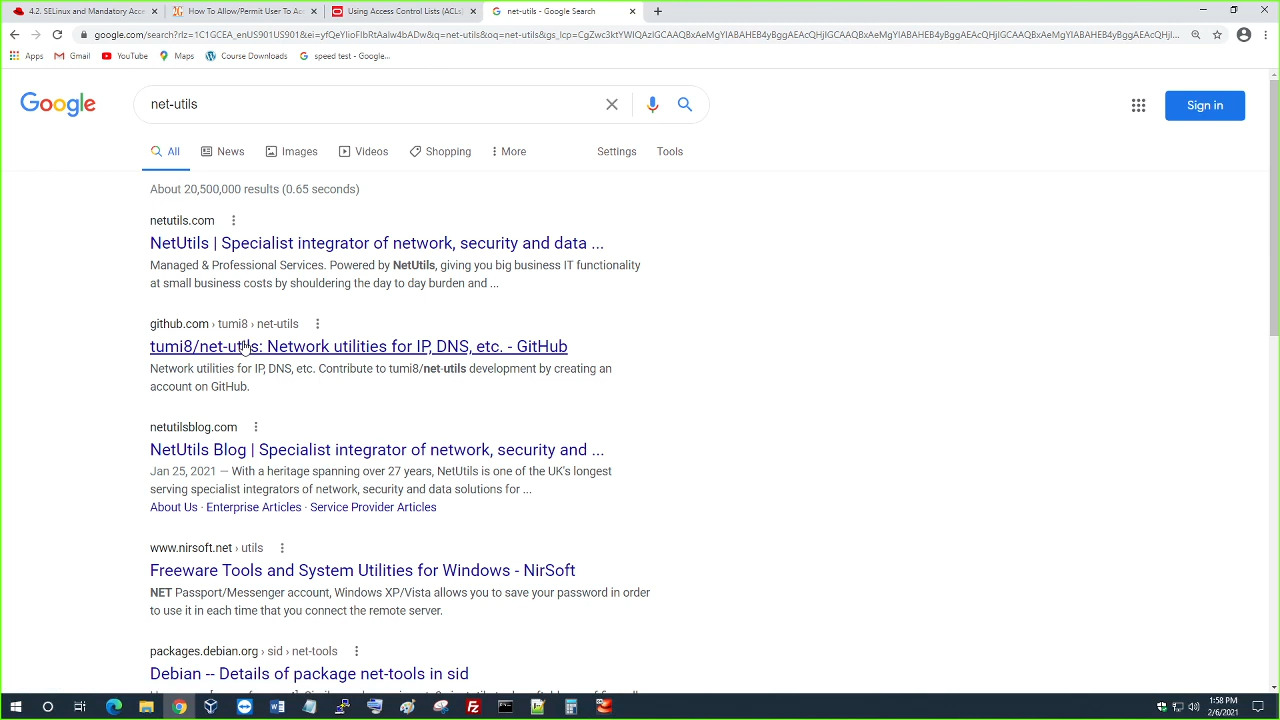 4.2. SELinux and Mandatory Acce
How To Allow/Permit User To Ac
Using Access Control Lists (ACLs
net-utils - Google Search
Apps
Gmail
YouTube
Maps
Course Downloads
speed test - Google...
Google
net-utils
Sign in
All
News
Images
Videos
Shopping
More
Settings
Tools
About 20,500,000 results (0.65 seconds)
netutils.com
NetUtils | Specialist integrator of network, security and data ...
Managed & Professional Services. Powered by NetUtils, giving you big business IT functionality
at small business costs by shouldering the day to day burden and ...
github.com › tumi8 › net-utils
tumi8/net-utils: Network utilities for IP, DNS, etc. - GitHub
Network utilities for IP, DNS, etc. Contribute to tumi8/net-utils development by creating an
account on GitHub.
netutilsblog.com
NetUtils Blog | Specialist integrator of network, security and ...
Jan 25, 2021 — With a heritage spanning over 27 years, NetUtils is one of the UK's longest
serving specialist integrators of network, security and data solutions for ...
About Us · Enterprise Articles · Service Provider Articles
www.nirsoft.net › utils
Freeware Tools and System Utilities for Windows - NirSoft
NET Passport/Messenger account, Windows XP/Vista allows you to save your password in order
to use it in each time that you connect the remote server.
packages.debian.org › sid › net-tools
Debian -- Details of package net-tools in sid
1:58 PM
2/6/2021